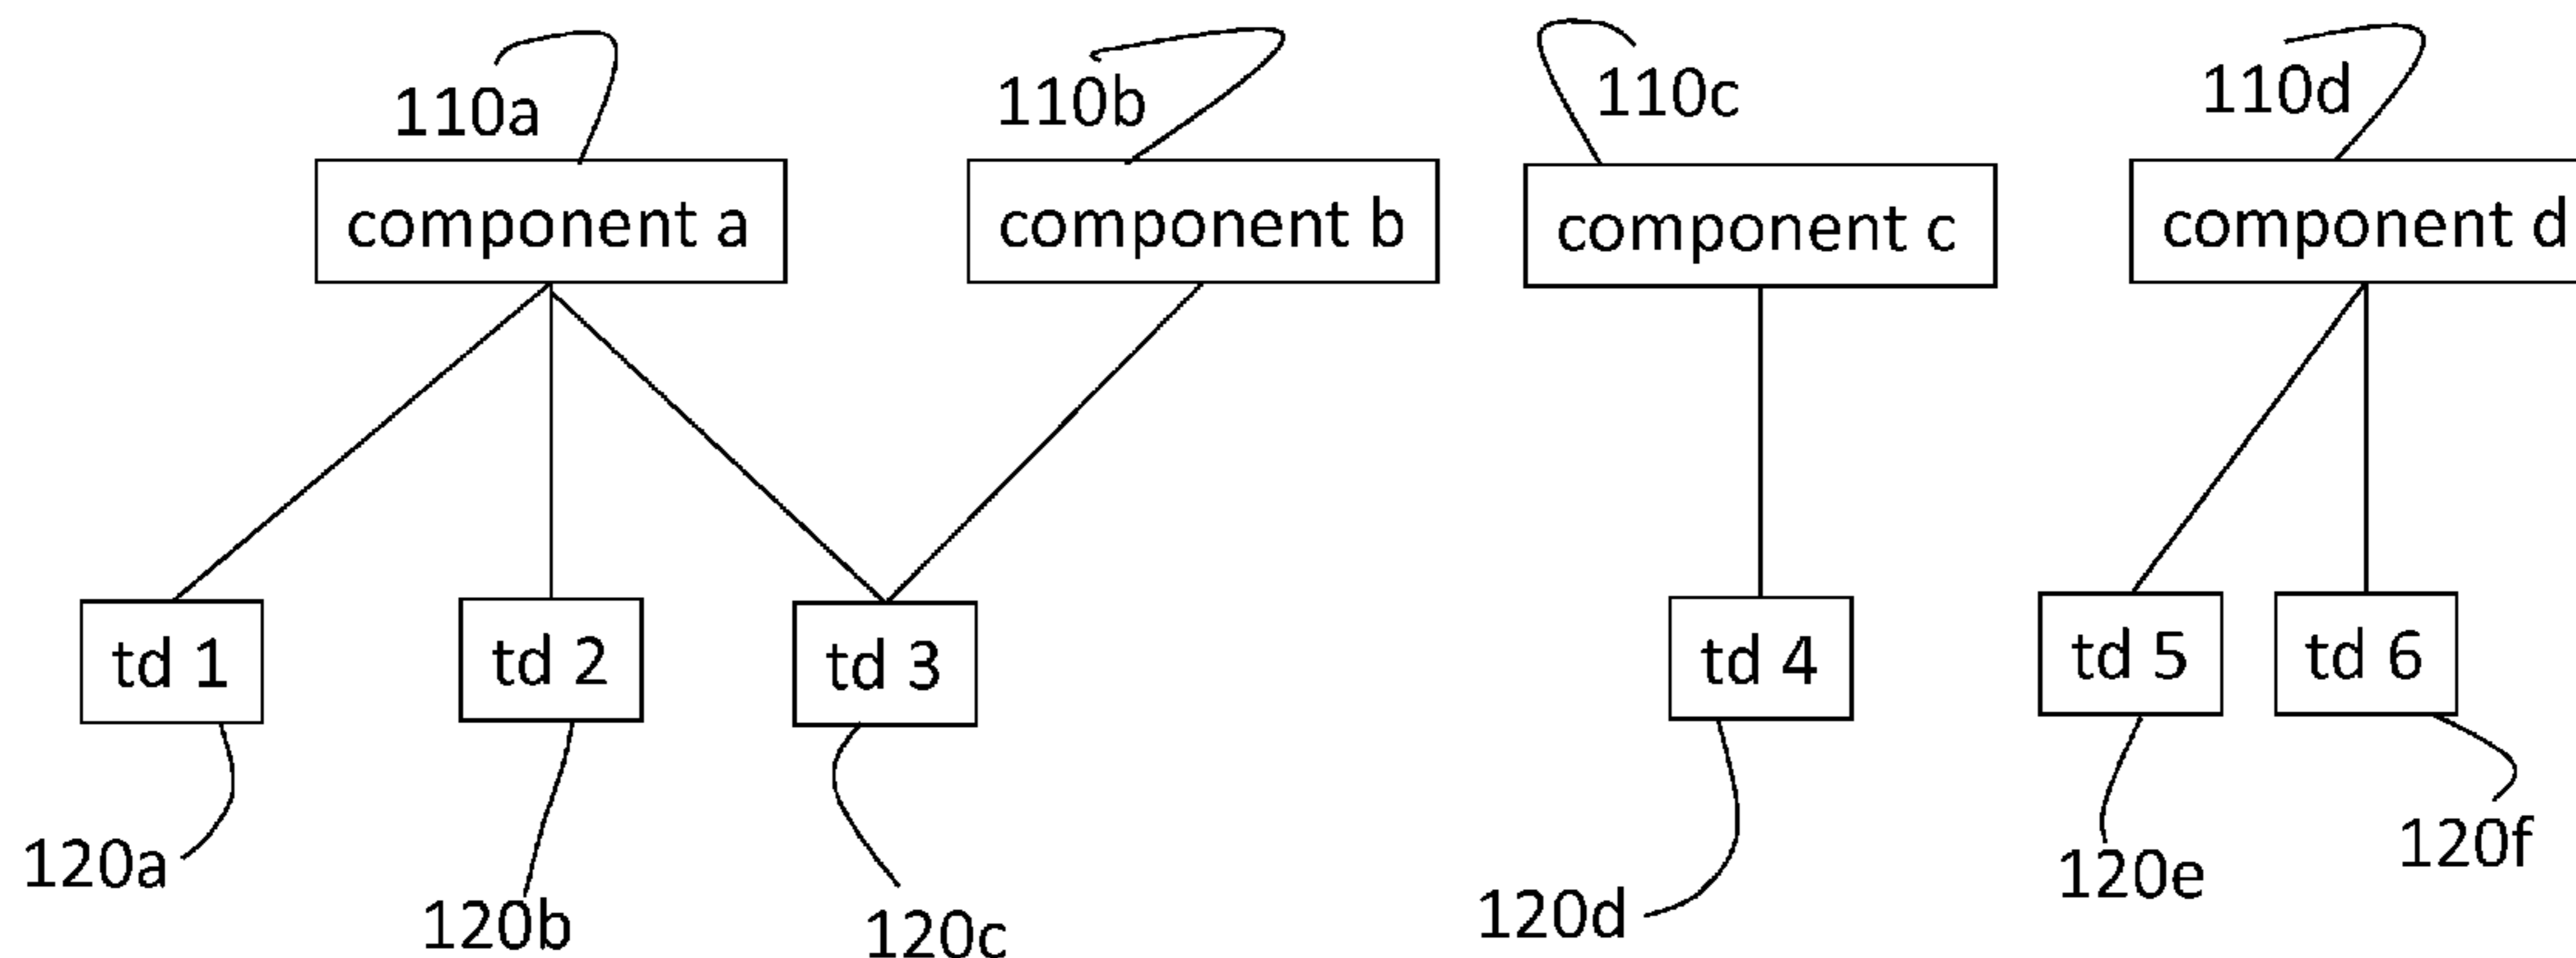 110a
110b
110c
110d
component a
component b
component c
component d
td 1
td 2
td 3
td 4
td 5
td 6
120a
120b
120c
120d
120e
120f